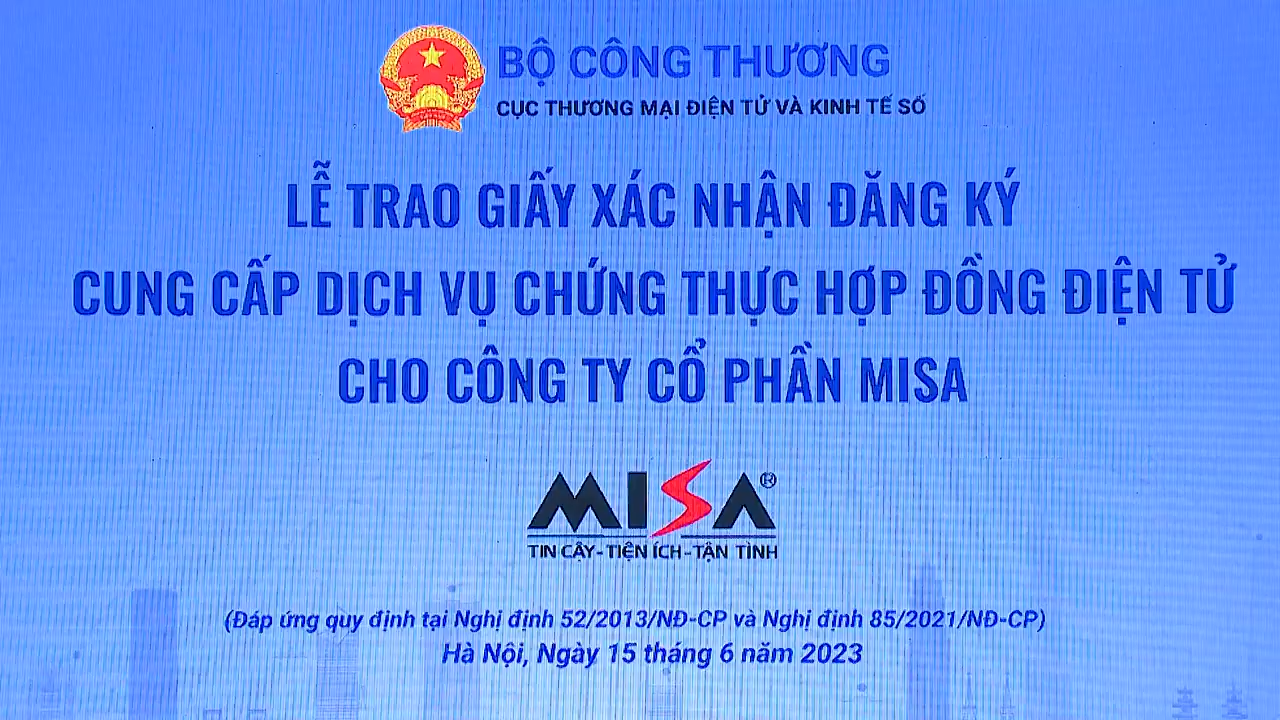 BỘ CÔNG THƯƠNG
CỤC THƯƠNG MẠI ĐIỆN TỬ VÀ KINH TẾ SỐ
LỄ TRAO GIẤY XÁC NHẬN ĐĂNG KÝ
CUNG CẤP DỊCH VỤ CHỨNG THỰC HỢP ĐỒNG ĐIỆN TỬ
CHO CÔNG TY CỔ PHẦN MISA
MISA®
TIN CẬY-TIỆN ÍCH-TẬN TÌNH
(Đáp ứng quy định tại Nghị định 52/2013/NĐ-CP và Nghị định 85/2021/NĐ-CP)
Hà Nội, Ngày 15 tháng 6 năm 2023